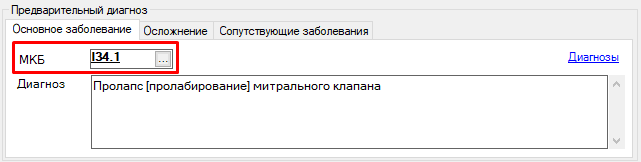 Предварительный диагноз
Основное заболевание Осложнение Сопутствующие заболевания
МКБ I34.1 ... Диагнозы
Диагноз Пролапс [пролабирование] митрального клапана